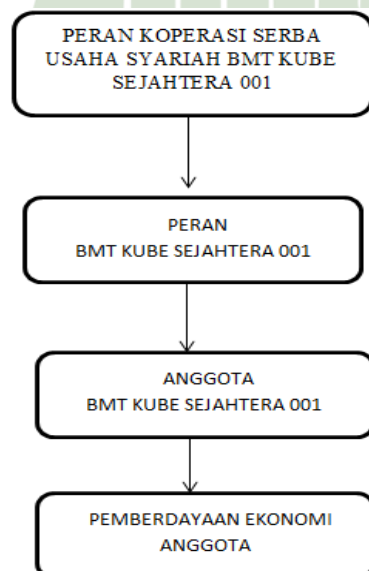 PERAN KOPERASI SERBA
USAHA SYARIAH BMT KUBE
SEJAHTERA 001
PERAN
BMT KUBE SEJAHTERA 001
ANGGOTA
BMT KUBE SEJAHTERA 001
PEMBERDAYAAN EKONOMI
ANGGOTA